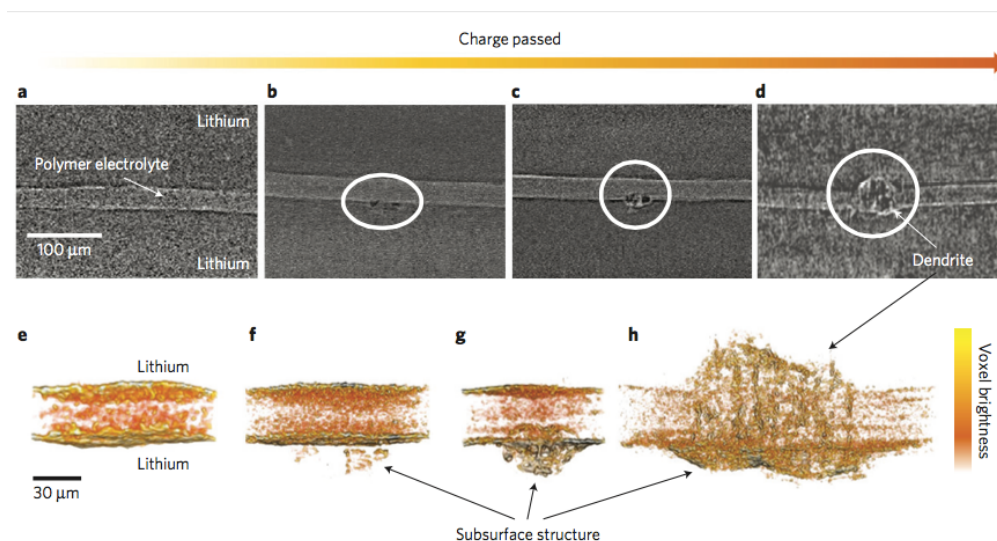 Charge passed
a
b
c
d
Lithium
Polymer electrolyte
100 µm
Lithium
Dendrite
e
f
g
h
Lithium
Lithium
30 µm
Subsurface structure
Voxel brightness